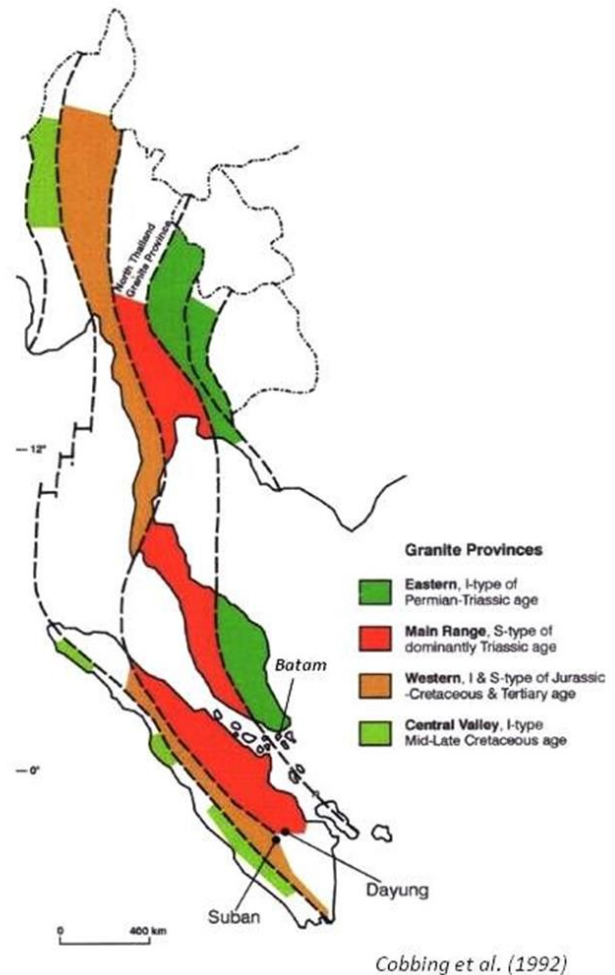 North Thailand
Granite Province
12°
Granite Provinces
Eastern, I-type of
Permian-Triassic age
Main Range, S-type of
dominantly Triassic age
Western, I & S-type of Jurassic
-Cretaceous & Tertiary age
Central Valley, I-type
Mid-Late Cretaceous age
Batam
0°
Dayung
Suban
0 400 km
Cobbing et al. (1992)